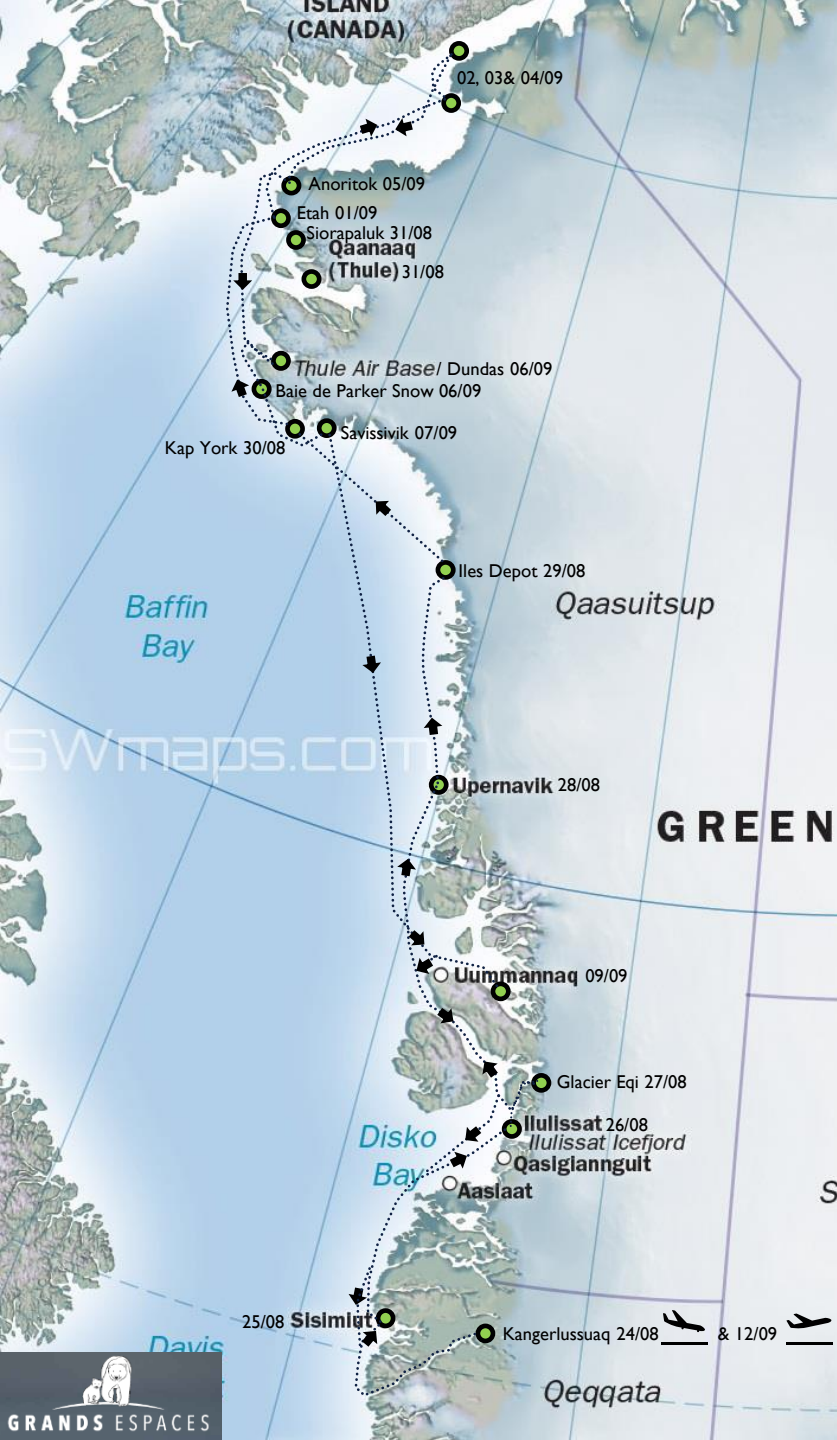 ISLAND
(CANADA)
02, 03& 04/09
Anoritok 05/09
Etah 01/09
Siorapaluk 31/08
Qaanaaq
(Thule) 31/08
Thule Air Base/ Dundas 06/09
Baie de Parker Snow 06/09
Savissivik 07/09
Kap York 30/08
Iles Depot 29/08
Baffin
Bay
Qaasuitsup
SWmaps.com
Upernavik 28/08
GREEN
Uummannaq 09/09
Glacier Eqi 27/08
Ilulissat 26/08
Disko
Bay
Ilulissat Icefjord
Qasigiannguit
Aasiaat
S
25/08 Sisimiut
Kangerlussuaq 24/08 & 12/09
Davis
Qeqqata
GRANDS ESPACES